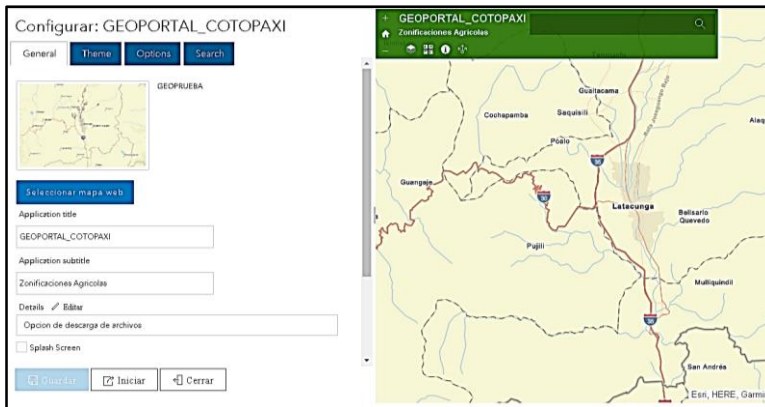 Configurar: GEOPORTAL_COTOPAXI
General
Theme
Options
Search
GEOPRUEBA
Seleccionar mapa web
Application title
GEOPORTAL_COTOPAXI
Application subtitle
Zonificaciones Agricolas
Details Editar
Opcion de descarga de archivos
Splash Screen
Guardar
Iniciar
Cerrar
GEOPORTAL_COTOPAXI
Zonificaciones Agricolas
Guaitacama
Cochapamba
Saquisilí
Poalo
Alaq
Guangaje
Latacunga
Belisario
Quevedo
Pujilí
Mulliquindil
San Andrés
Esri, HERE, Garmi